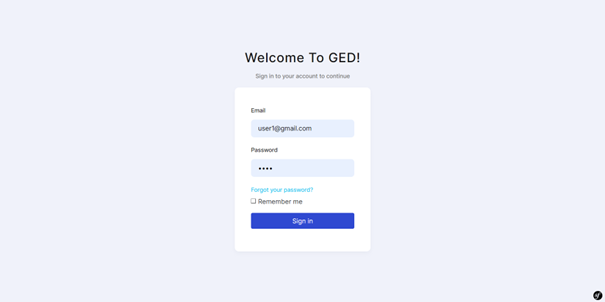 Welcome To GED!
Sign in to your account to continue
Email
user1@gmail.com
Password
••••
Forgot your password?
Remember me
Sign in